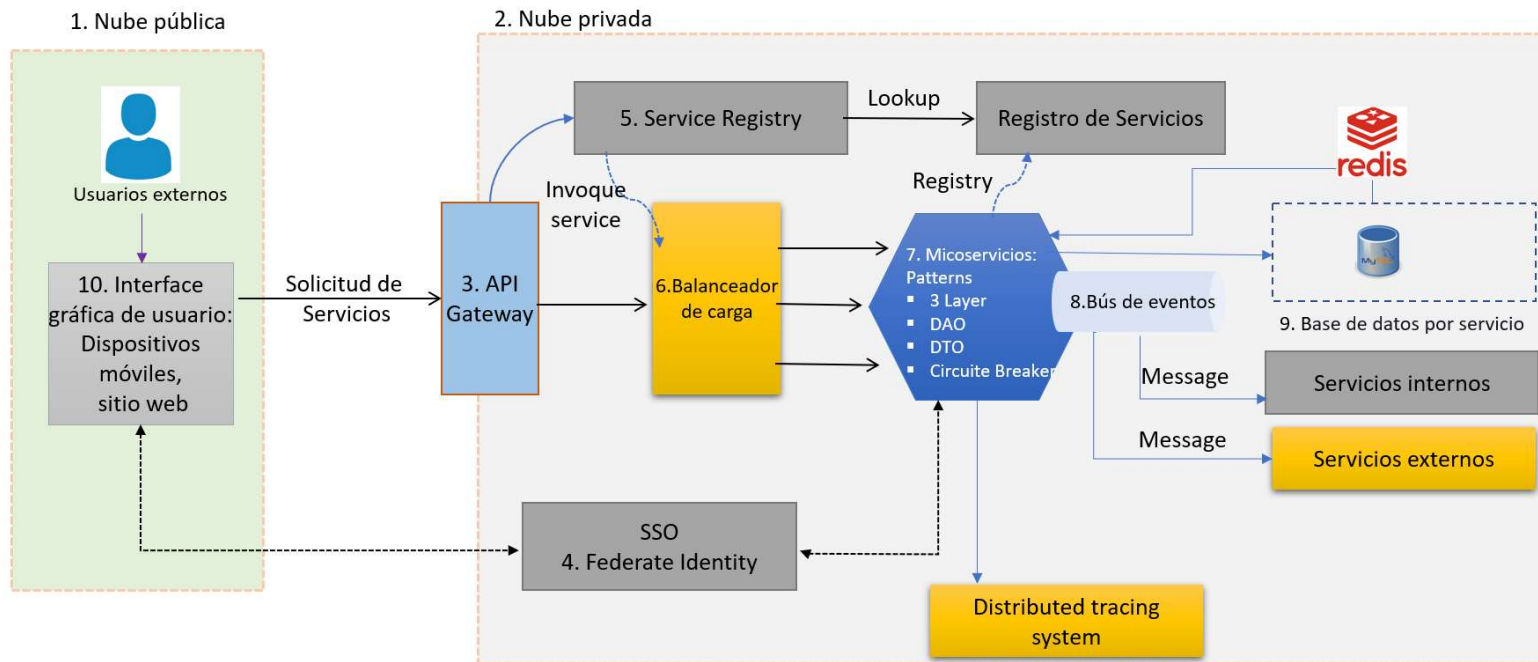 1. Nube pública
2. Nube privada
Usuarios externos
10. Interface
gráfica de usuario:
Dispositivos
móviles,
sitio web
Solicitud de
Servicios
3. API
Gateway
5. Service Registry
Lookup
Registro de Servicios
Invoque
service
Registry
6.Balanceador
de carga
7. Micoservicios:
Patterns
▪ 3 Layer
▪ DAO
▪ DTO
▪ Circuite Breaker
8.Bús de eventos
redis
MySQL
9. Base de datos por servicio
Message
Servicios internos
Message
Servicios externos
SSO
4. Federate Identity
Distributed tracing
system